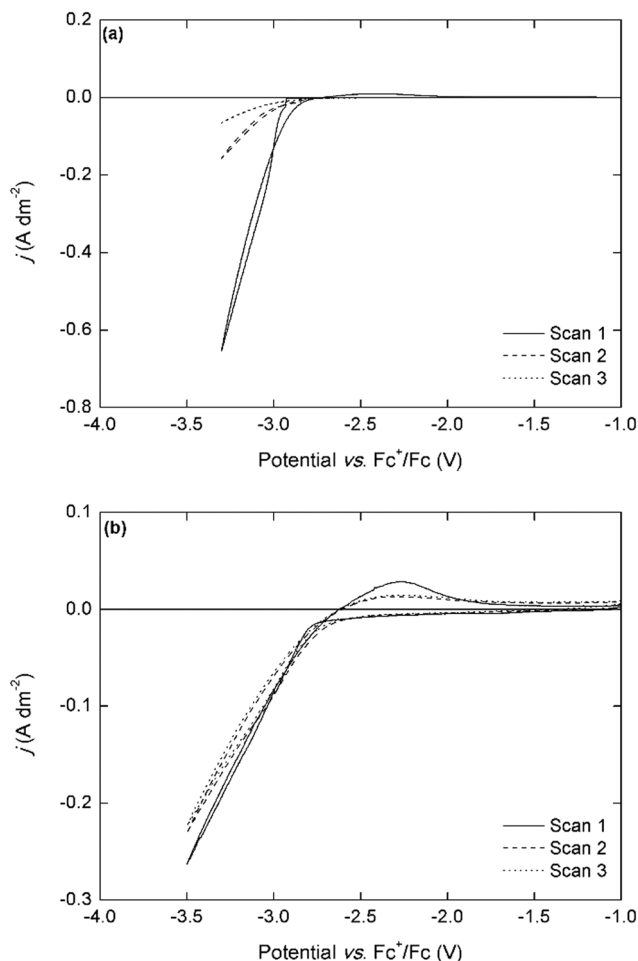 (a)
0.2
0.0
-0.2
-0.4
-0.6
-0.8
j (A dm⁻²)
Scan 1
Scan 2
Scan 3
-4.0 -3.5 -3.0 -2.5 -2.0 -1.5 -1.0
Potential vs. Fc⁺/Fc (V)
(b)
0.1
0.0
-0.1
-0.2
-0.3
j (A dm⁻²)
Scan 1
Scan 2
Scan 3
-4.0 -3.5 -3.0 -2.5 -2.0 -1.5 -1.0
Potential vs. Fc⁺/Fc (V)